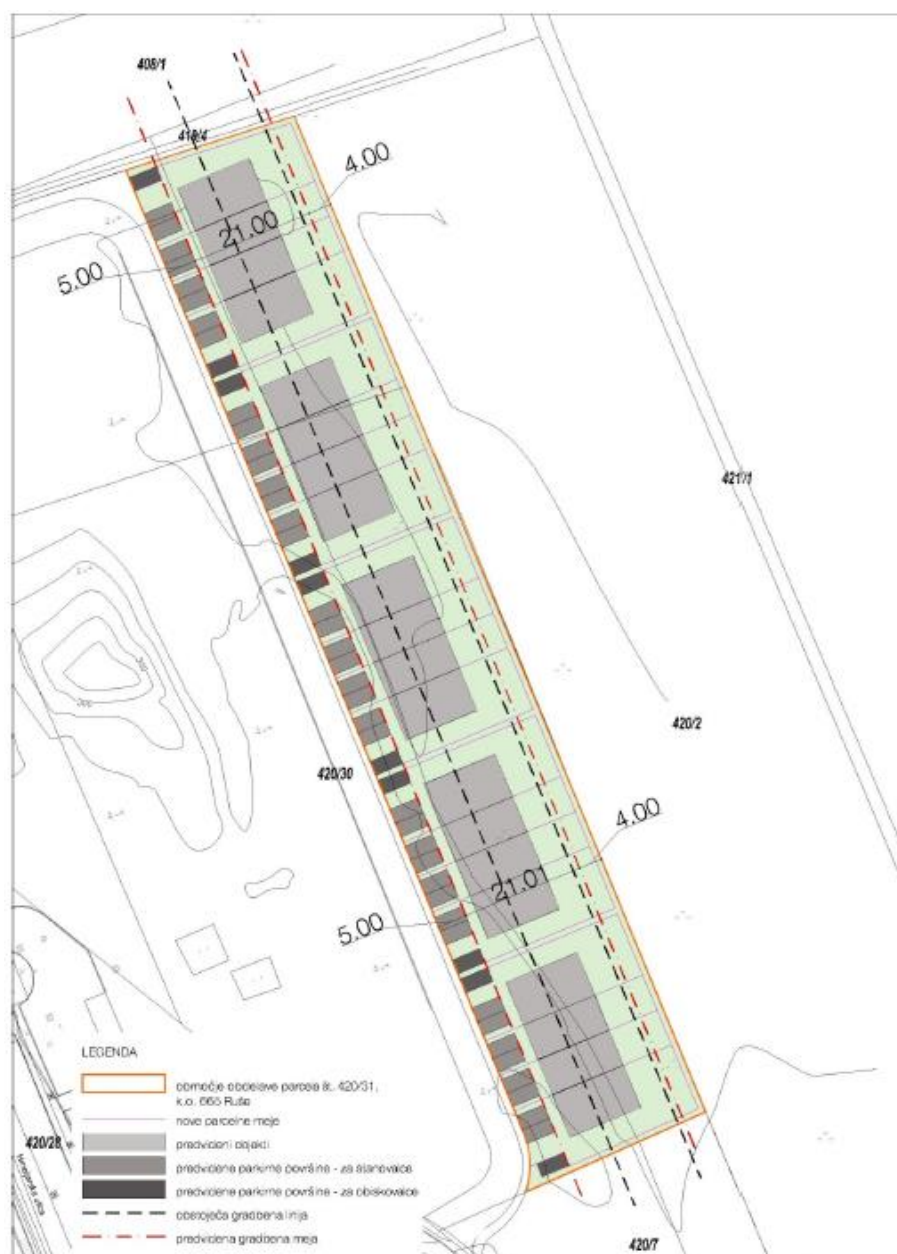 408/1
418/4
4.00
21.00
5.00
421/1
420/2
420/30
4.00
21.01
5.00
LEGENDA
območje obdelave parcela št. 420/31,
k.o. 665 Ruše
nove parcelne meje
predvideni objekti
420/28
predvidene parkirne površine - za stanovalce
predvidene parkirne površine - za obiskovalce
obstoječa gradbena linija
predvidena gradbena meja
420/7